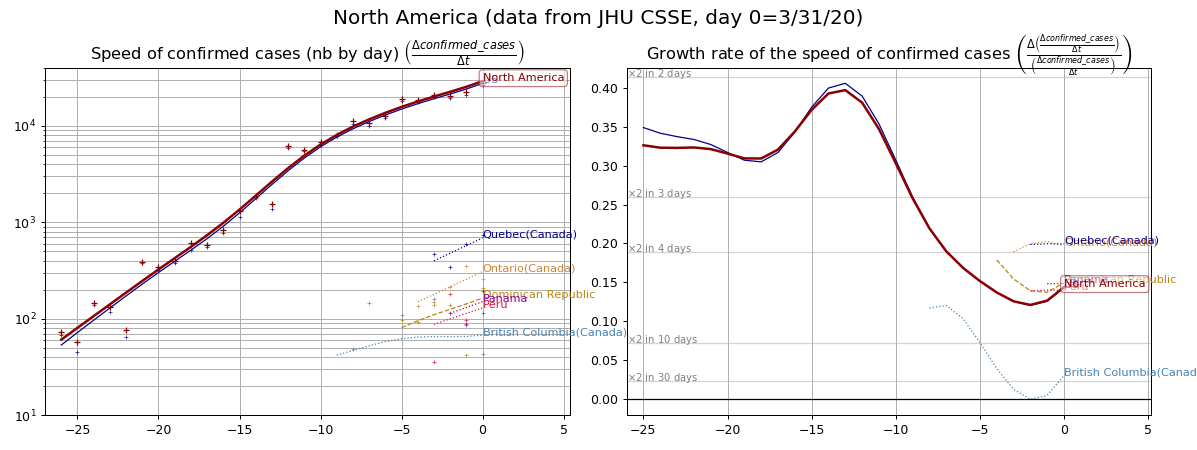 North America (data from JHU CSSE, day 0=3/31/20)
Speed of confirmed cases (nb by day) (Δconfirmed_cases/Δt)
10^4
10^3
10^2
10^1
−25 −20 −15 −10 −5 0 5
North America
Quebec(Canada)
Ontario(Canada)
Dominican Republic
Panama
Peru
British Columbia(Canada)
Growth rate of the speed of confirmed cases (Δ(Δconfirmed_cases/Δt)/(Δconfirmed_cases/Δt))
0.40
0.35
0.30
0.25
0.20
0.15
0.10
0.05
0.00
×2 in 2 days
×2 in 3 days
×2 in 4 days
×2 in 10 days
×2 in 30 days
Quebec(Canada)
Ontario(Canada)
Republic
North America
British Columbia(Canad
−25 −20 −15 −10 −5 0 5